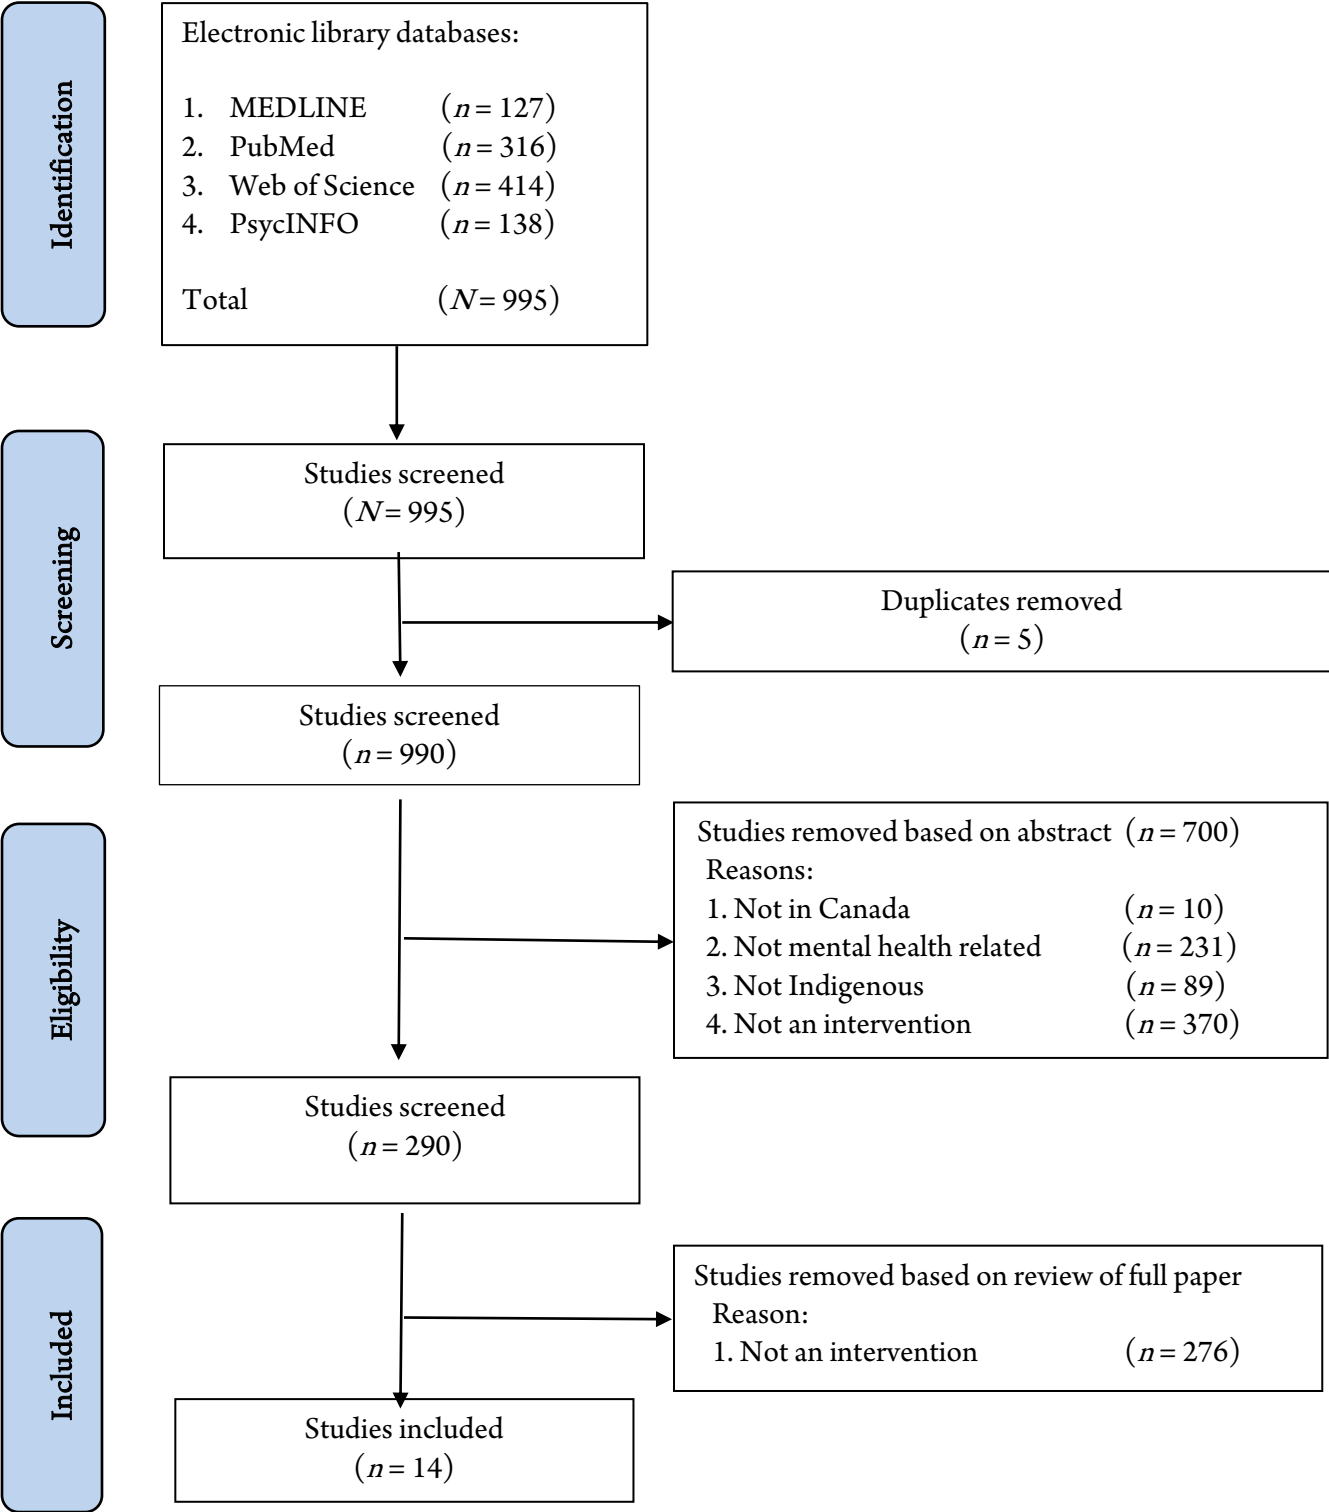 Identification
Electronic library databases:
1. MEDLINE (n = 127)
2. PubMed (n = 316)
3. Web of Science (n = 414)
4. PsycINFO (n = 138)
Total (N = 995)
Screening
Studies screened
(N = 995)
Duplicates removed
(n = 5)
Studies screened
(n = 990)
Eligibility
Studies removed based on abstract (n = 700)
Reasons:
1. Not in Canada (n = 10)
2. Not mental health related (n = 231)
3. Not Indigenous (n = 89)
4. Not an intervention (n = 370)
Studies screened
(n = 290)
Included
Studies removed based on review of full paper
Reason:
1. Not an intervention (n = 276)
Studies included
(n = 14)